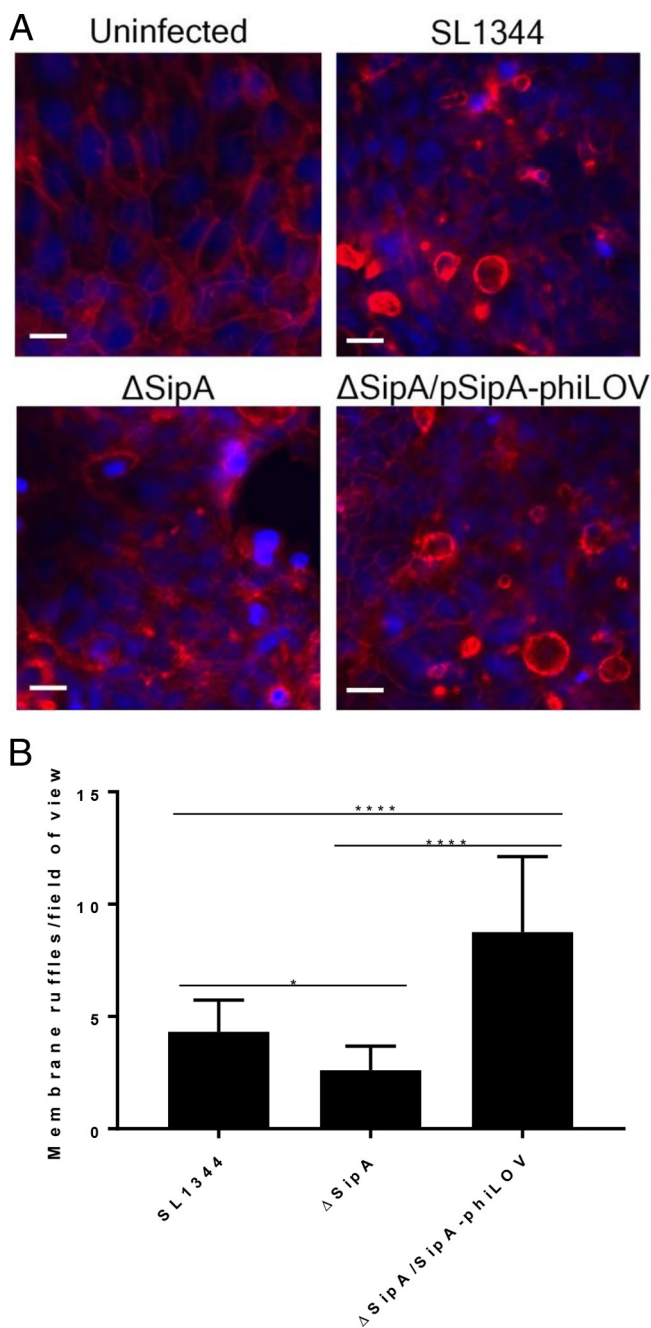 A
Uninfected
SL1344
ΔSipA
ΔSipA/pSipA-phiLOV
B
Membrane ruffles/field of view
15
10
5
0
****
****
*
SL1344
ΔSipA
ΔSipA/SipA-phiLOV